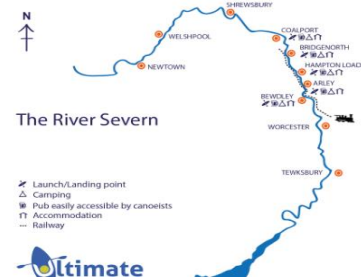 N
SHREWSBURY
WELSHPOOL
COALPORT
BRIDGENORTH
NEWTOWN
HAMPTON LOAD
ARLEY
BEWDLEY
The River Severn
WORCESTER
TEWKSBURY
Launch/Landing point
Camping
Pub easily accessible by canoeists
Accommodation
Railway
Ultimate